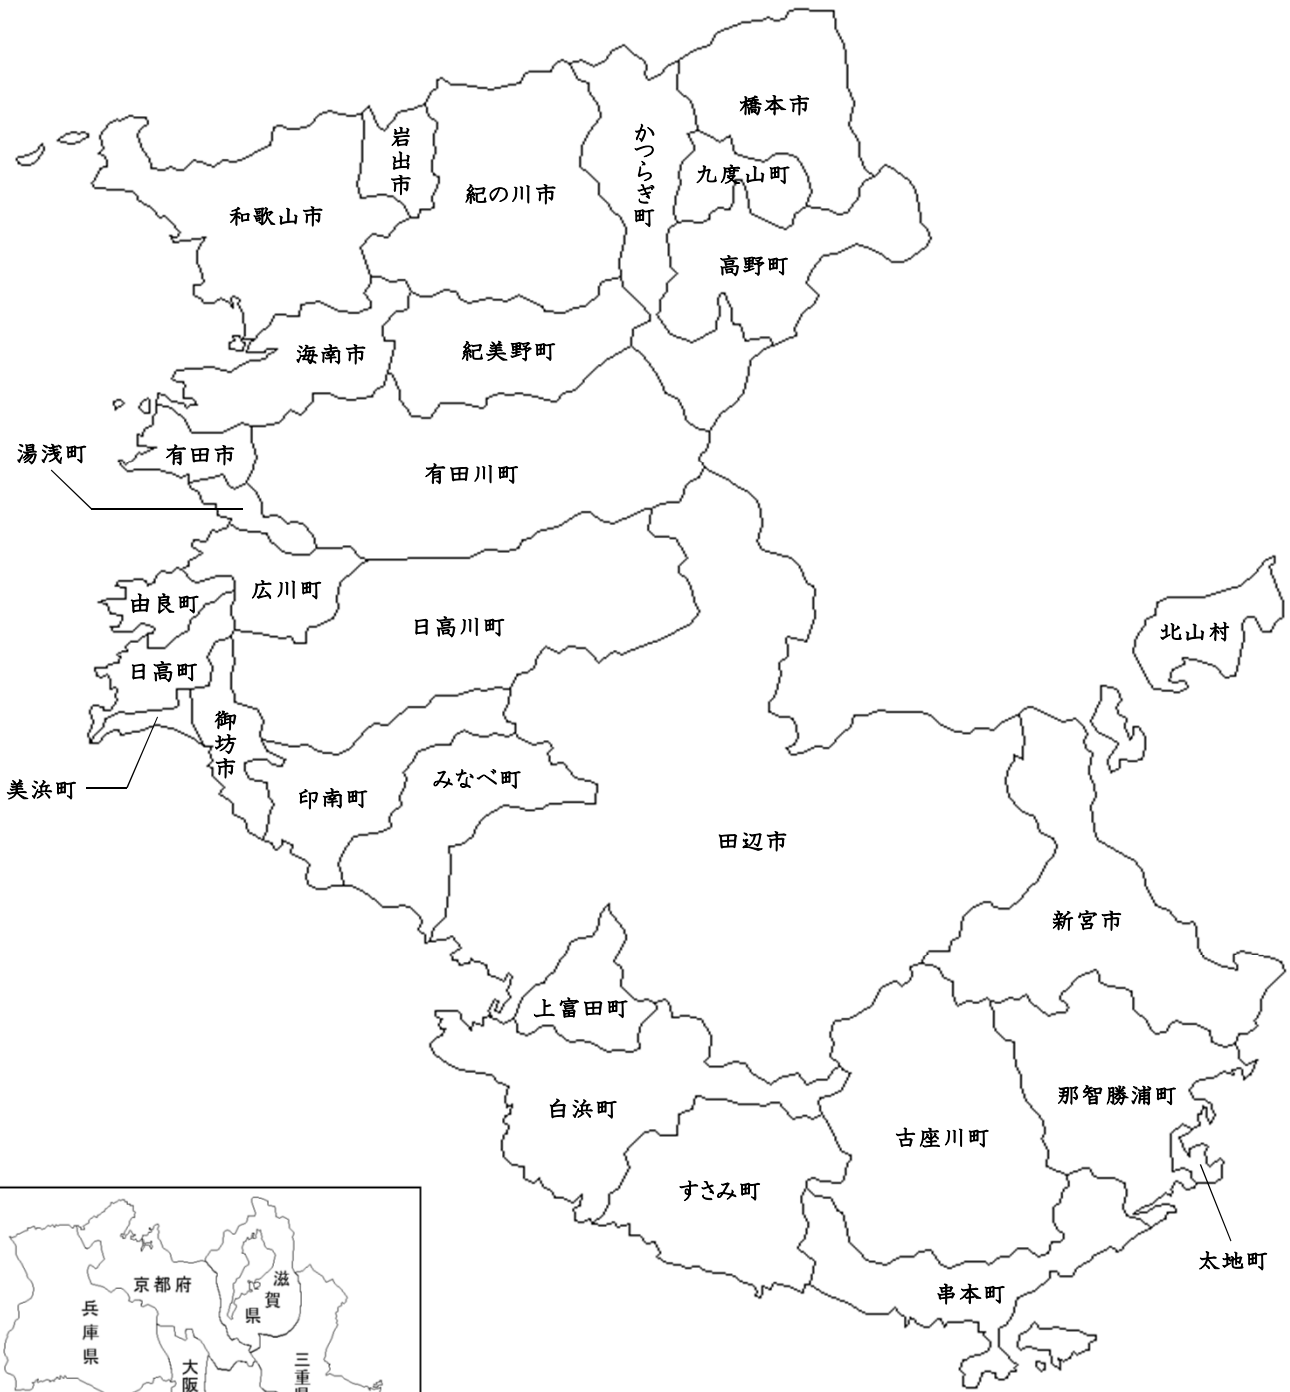 橋本市
岩出市
かつらぎ町
九度山町
紀の川市
和歌山市
高野町
海南市
紀美野町
湯浅町
有田市
有田川町
広川町
由良町
日高川町
北山村
日高町
御坊市
美浜町
印南町
みなべ町
田辺市
新宮市
上富田町
那智勝浦町
白浜町
古座川町
すさみ町
太地町
串本町
京都府
滋賀県
兵庫県
大阪
三重県